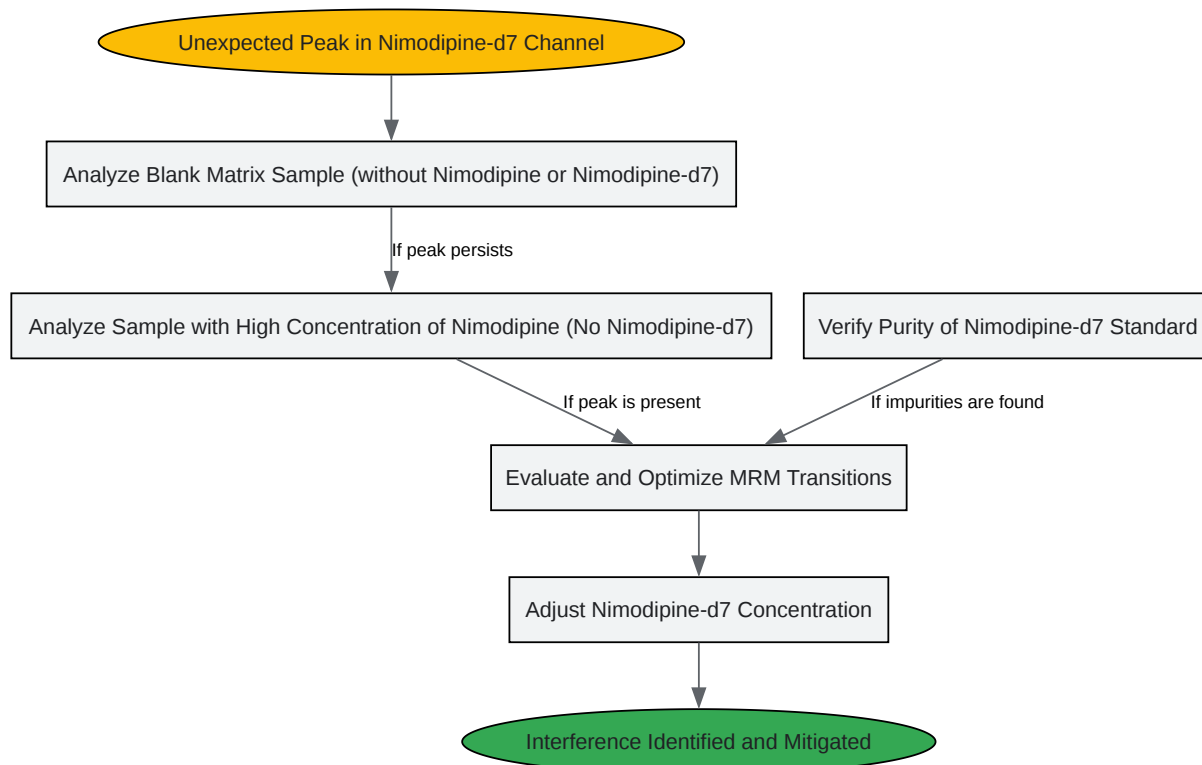 Unexpected Peak in Nimodipine-d7 Channel
Analyze Blank Matrix Sample (without Nimodipine or Nimodipine-d7)
If peak persists
Analyze Sample with High Concentration of Nimodipine (No Nimodipine-d7)
Verify Purity of Nimodipine-d7 Standard
If peak is present
If impurities are found
Evaluate and Optimize MRM Transitions
Adjust Nimodipine-d7 Concentration
Interference Identified and Mitigated